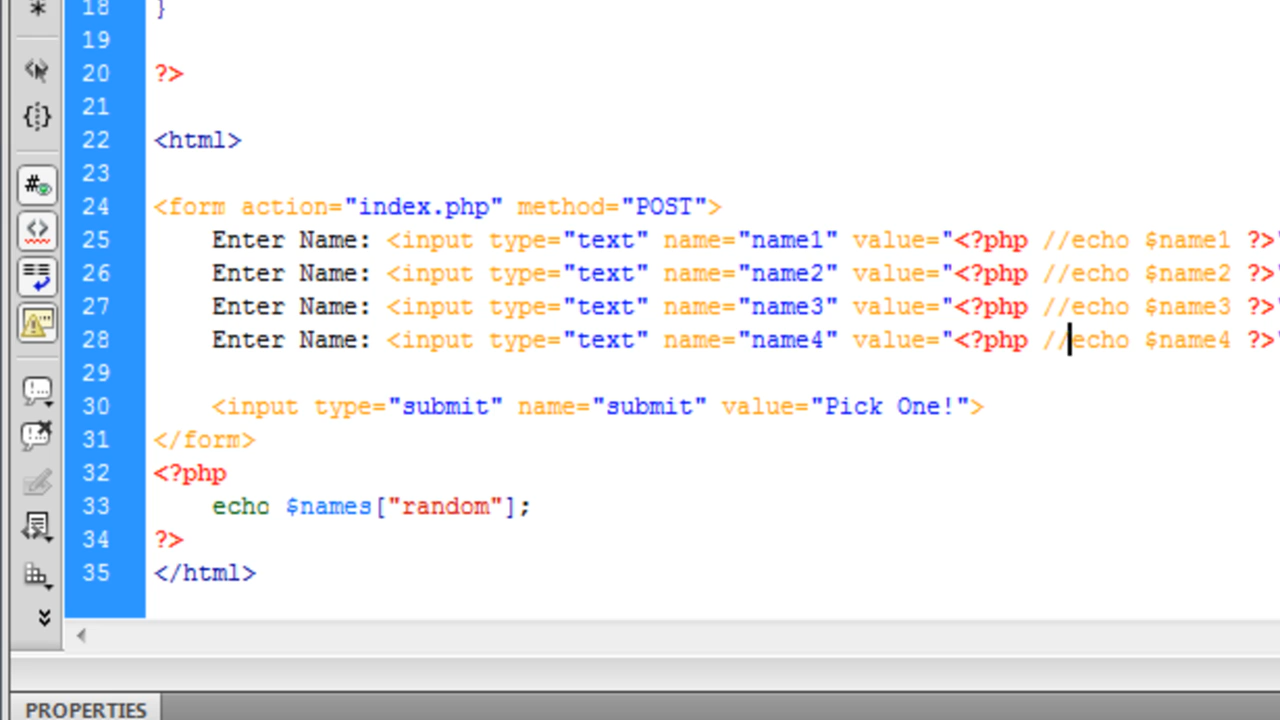 18 }
19
20 ?>
21
22 <html>
23
24 <form action="index.php" method="POST">
25 Enter Name: <input type="text" name="name1" value="<?php //echo $name1 ?>"
26 Enter Name: <input type="text" name="name2" value="<?php //echo $name2 ?>"
27 Enter Name: <input type="text" name="name3" value="<?php //echo $name3 ?>"
28 Enter Name: <input type="text" name="name4" value="<?php //echo $name4 ?>"
29
30 <input type="submit" name="submit" value="Pick One!">
31 </form>
32 <?php
33 echo $names["random"];
34 ?>
35 </html>
PROPERTIES